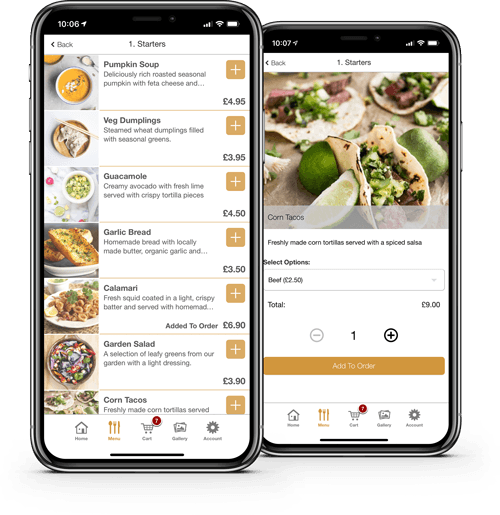 10:06
Back
1. Starters
Pumpkin Soup
Deliciously rich roasted seasonal
pumpkin with feta cheese and…
£4.95
Veg Dumplings
Steamed wheat dumplings filled
with seasonal greens.
£3.95
Guacamole
Creamy avocado with fresh lime
served with crispy tortilla pieces
£4.50
Garlic Bread
Homemade bread with locally
made butter, organic garlic and…
£3.50
Calamari
Fresh squid coated in a light, crispy
batter and served with homemad…
Added To Order £6.90
Garden Salad
A selection of leafy greens from our
garden with a light dressing.
£3.90
Corn Tacos
Freshly made corn tortillas served
7
Home
Menu
Cart
Gallery
Account
10:07
Back
1. Starters
Corn Tacos
Freshly made corn tortillas served with a spiced salsa
Select Options:
Beef (£2.50)
Total:
£9.00
1
Add To Order
7
Home
Menu
Cart
Gallery
Account